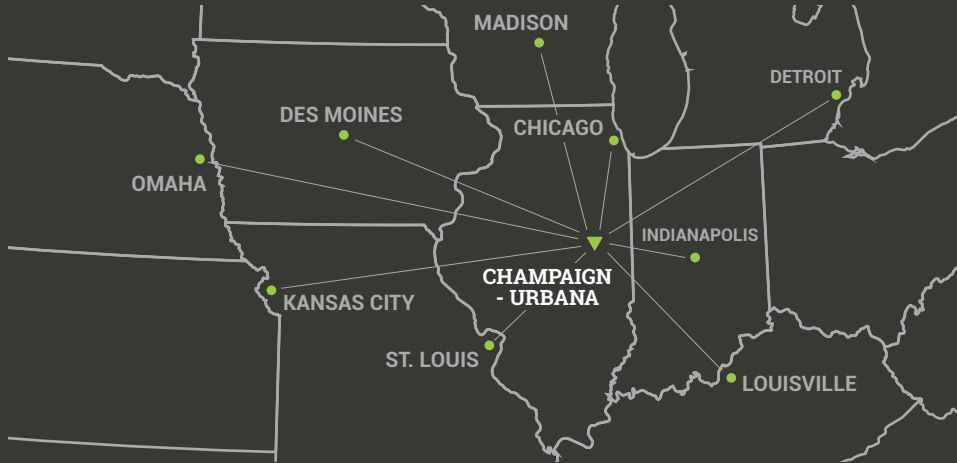 MADISON
DETROIT
DES MOINES
CHICAGO
OMAHA
INDIANAPOLIS
CHAMPAIGN
- URBANA
KANSAS CITY
ST. LOUIS
LOUISVILLE